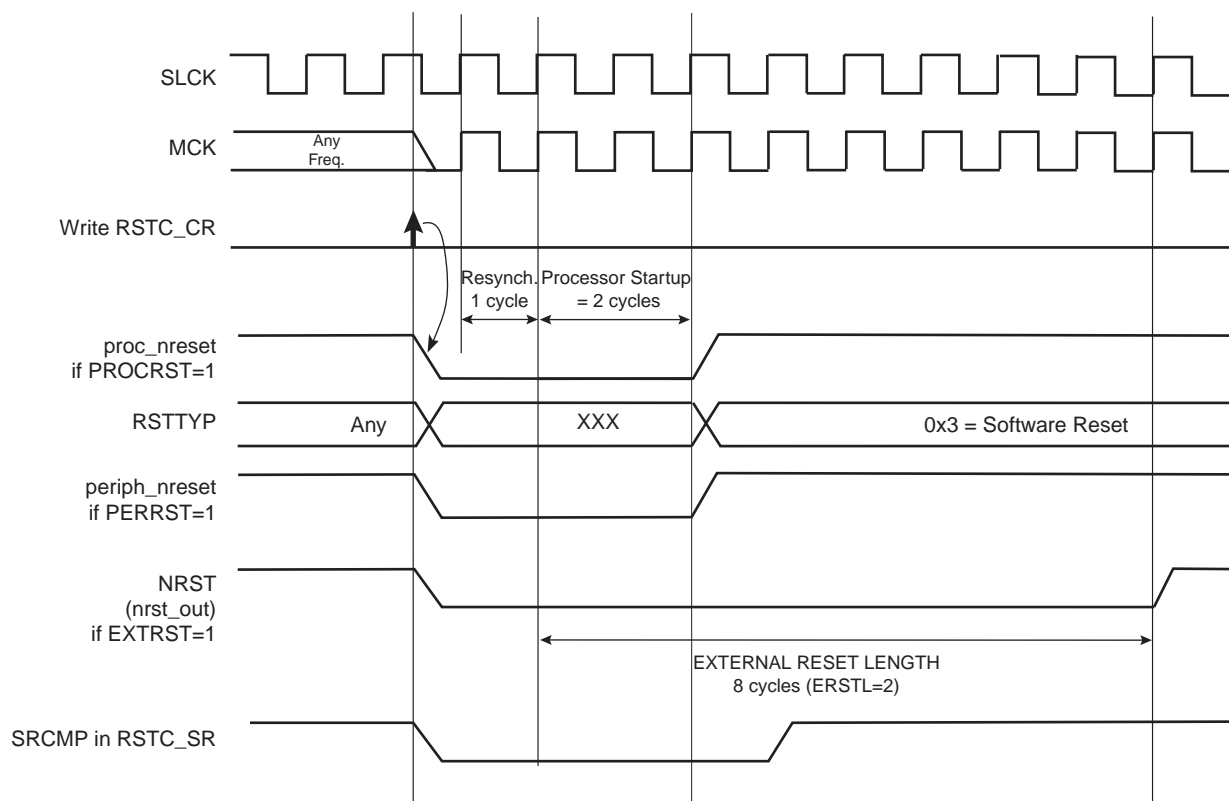 SLCK
MCK
Any
Freq.
Write RSTC_CR
Resynch.
1 cycle
Processor Startup
= 2 cycles
proc_nreset
if PROCRST=1
RSTTYP
Any
XXX
0x3 = Software Reset
periph_nreset
if PERRST=1
NRST
(nrst_out)
if EXTRST=1
EXTERNAL RESET LENGTH
8 cycles (ERSTL=2)
SRCMP in RSTC_SR